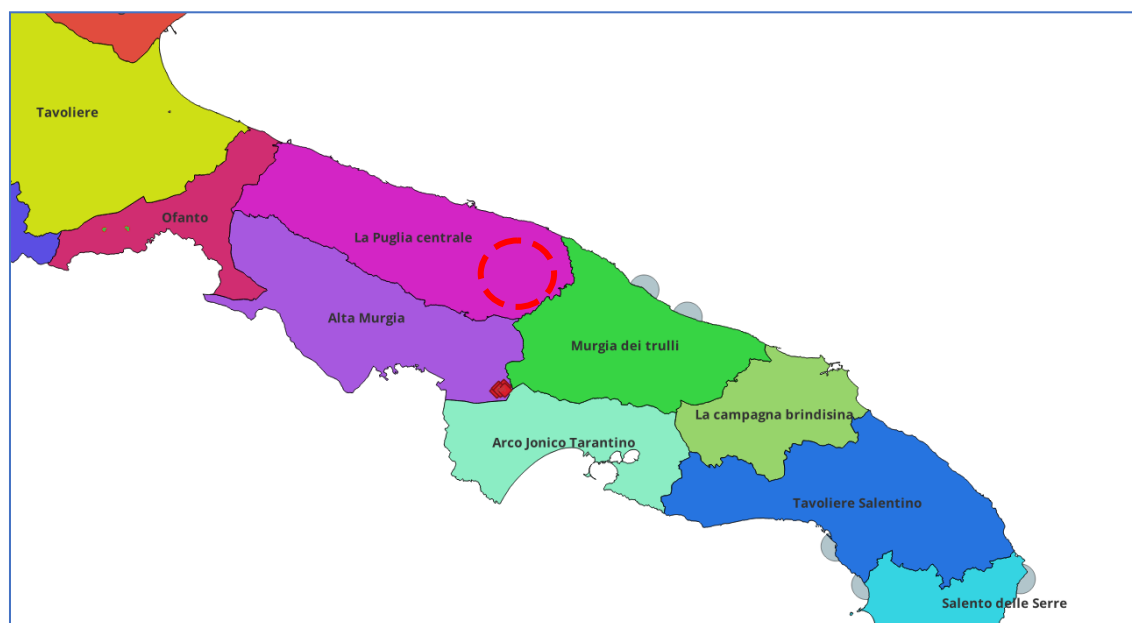 Tavoliere
Ofanto
La Puglia centrale
Alta Murgia
Murgia dei trulli
La campagna brindisina
Arco Jonico Tarantino
Tavoliere Salentino
Salento delle Serre